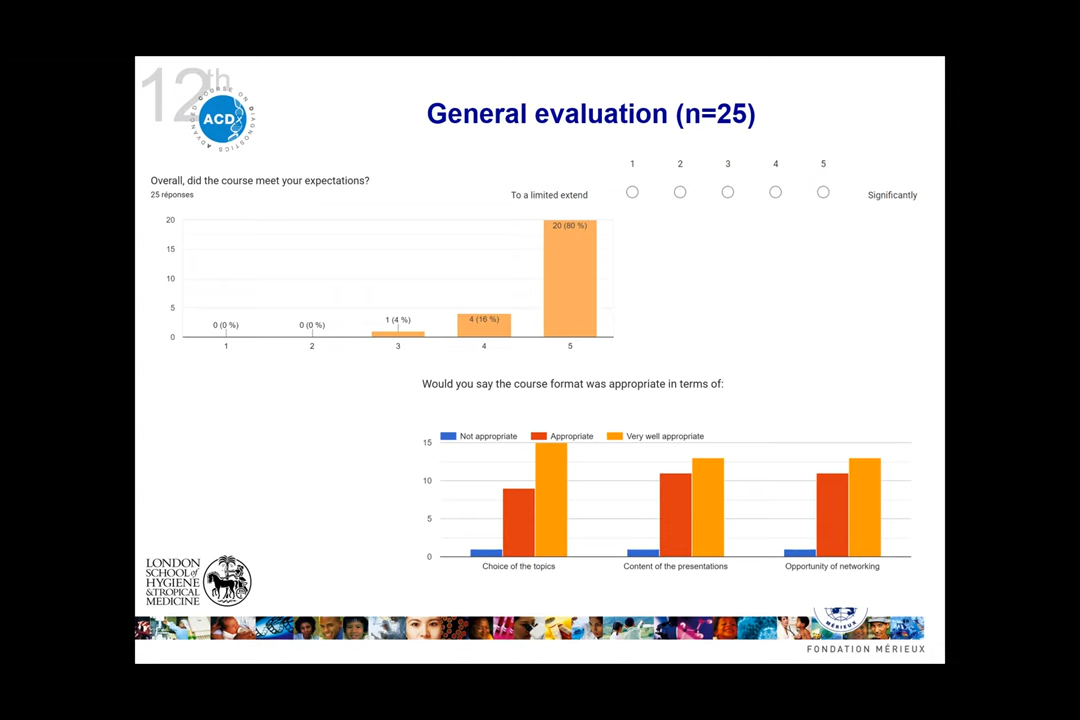 12th
ADVANCED COURSE ON DIAGNOSTICS
ACD
General evaluation (n=25)
1 2 3 4 5
Overall, did the course meet your expectations?
25 réponses
To a limited extend
Significantly
20
15
10
5
0
0 (0 %)
0 (0 %)
1 (4 %)
4 (16 %)
20 (80 %)
1 2 3 4 5
Would you say the course format was appropriate in terms of:
Not appropriate Appropriate Very well appropriate
15
10
5
0
Choice of the topics Content of the presentations Opportunity of networking
LONDON
SCHOOL of
HYGIENE
& TROPICAL
MEDICINE
MÉRIEUX
FONDATION MÉRIEUX